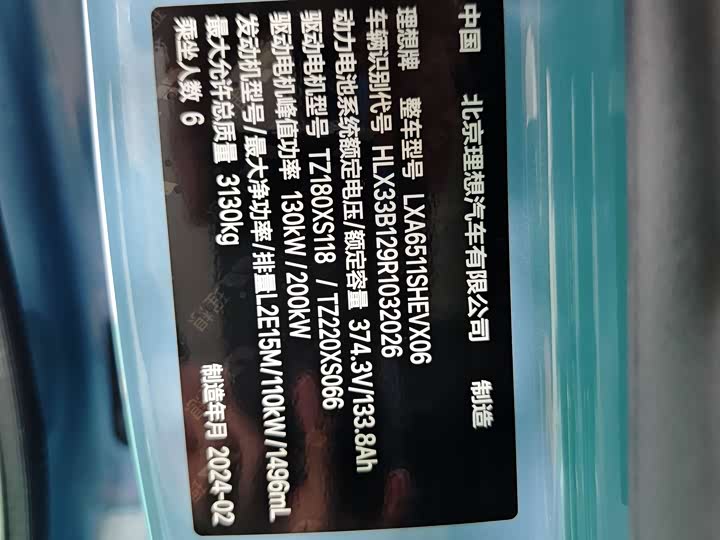 中国 北京理想汽车有限公司 制造
理想牌 整车型号 LXA6511SHEVX06
车辆识别代号 HLX33B129R1032026
动力电池系统额定电压/额定容量 374.3V/133.8Ah
驱动电机型号 TZ180XS118 / TZ220XS066
驱动电机峰值功率 130kW/200kW
发动机型号/最大净功率/排量L2E15M/110kW/1496mL
最大允许总质量 3130kg
乘坐人数 6 制造年月 2024-02